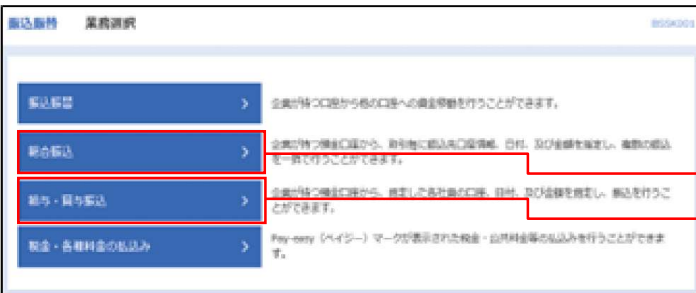 振込振替 業務選択 BSSK001
振込振替 企業が持つ口座から他の口座への資金移動を行うことができます。
総合振込 企業が持つ預金口座から、取引毎に振込先口座情報、日付、及び金額を指定し、複数の振込
を一括で行うことができます。
給与・賞与振込 企業が持つ預金口座から、指定した各社員の口座、日付、及び金額を指定し、振込を行うこ
とができます。
税金・各種料金の払込み Pay-easy（ペイジー）マークが表示された税金・公共料金等の払込みを行うことができま
す。